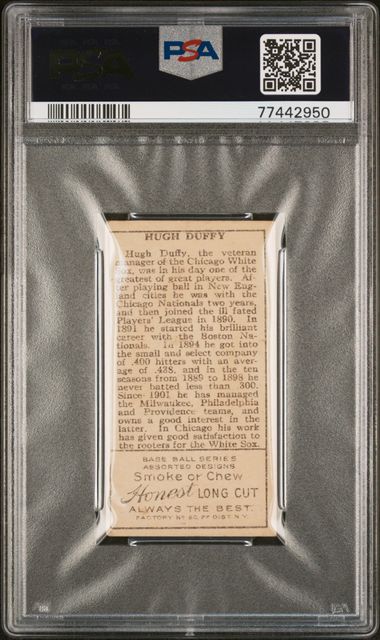 PSA
PSA
77442950
HUGH DUFFY
Hugh Duffy, the veteran
manager of the Chicago White
Sox, was in his day one of the
greatest of great players. Af-
ter playing ball in New Eng-
land cities he was with the
Chicago Nationals two years,
and then joined the ill fated
Players' League in 1890. In
1891 he started his brilliant
career with the Boston Na-
tionals. In 1894 he got into
the small and select company
of .400 hitters with an aver-
age of .438, and in the ten
seasons from 1889 to 1898 he
never batted less than .300.
Since 1901 he has managed
the Milwaukee, Philadelphia
and Providence teams, and
owns a good interest in the
latter. In Chicago his work
has given good satisfaction to
the rooters for the White Sox.
BASE BALL SERIES
ASSORTED DESIGNS
Smoke or Chew
Honest LONG CUT
ALWAYS THE BEST.
FACTORY No